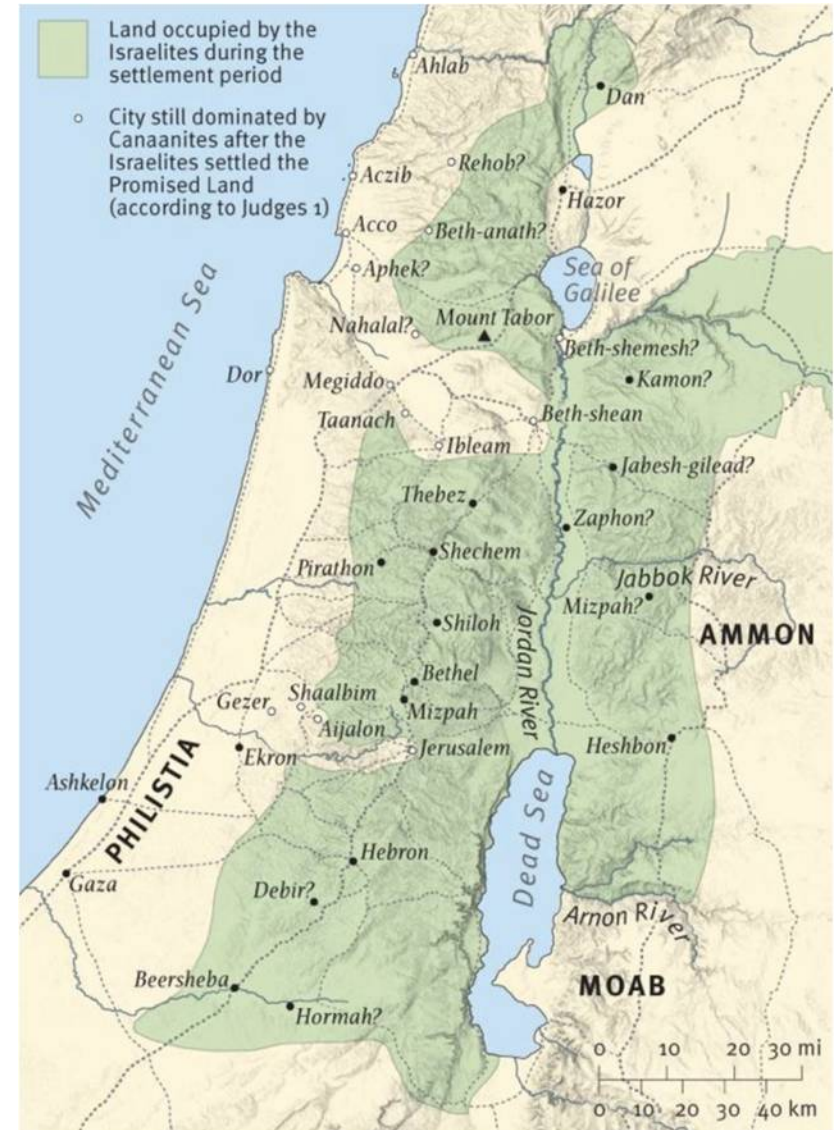 Land occupied by the
Israelites during the
settlement period
City still dominated by
Canaanites after the
Israelites settled the
Promised Land
(according to Judges 1)
Ahlab
Dan
Rehob?
Aczib
Hazor
Acco
Beth-anath?
Aphek?
Sea of
Galilee
Mediterranean Sea
Nahalal?
Mount Tabor
Beth-shemesh?
Dor
Megiddo
Kamon?
Taanach
Beth-shean
Ibleam
Jabesh-gilead?
Thebez
Zaphon?
Shechem
Pirathon
Jabbok River
Mizpah?
Shiloh
Jordan River
AMMON
Bethel
Shaalbim
Gezer
Mizpah
Aijalon
Jerusalem
Heshbon
Ekron
PHILISTIA
Ashkelon
Dead Sea
Hebron
Gaza
Debir?
Arnon River
Beersheba
MOAB
Hormah?
0 10 20 30 mi
0 10 20 30 40 km